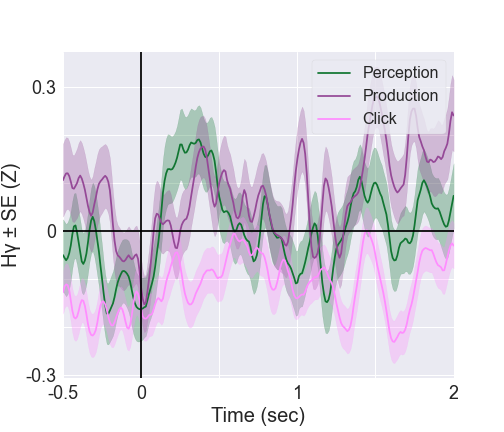 Perception
Production
Click
0.3
0
-0.3
Hγ ± SE (Z)
-0.5
0
1
2
Time (sec)